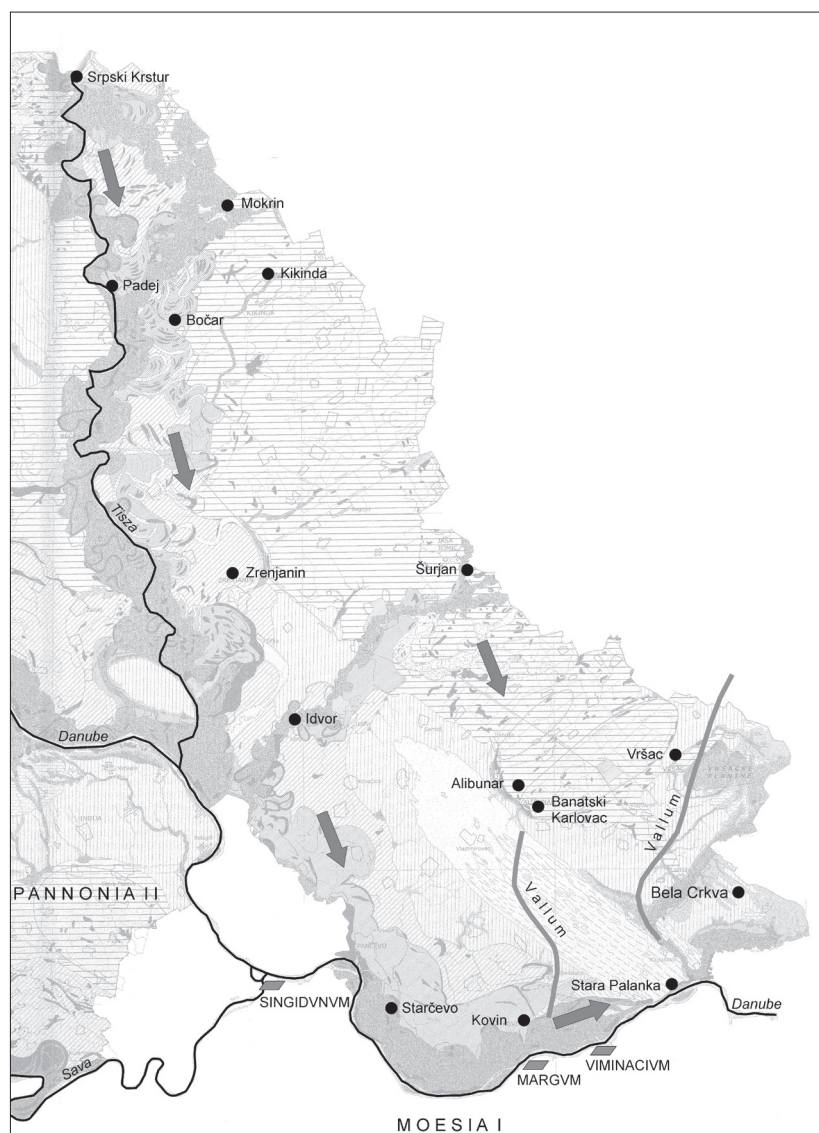 Srpski Krstur
Mokrin
Kikinda
Padej
KIKINDA
Bočar
Tisza
Zrenjanin
Šurjan
Idvor
Danube
Vršac
Alibunar
Banatski
Karlovac
Vallum
Vallum
Bela Crkva
PANNONIA II
Stara Palanka
Danube
SINGIDVNVM
Starčevo
Kovin
VIMINACIVM
MARGVM
Sava
MOESIA I